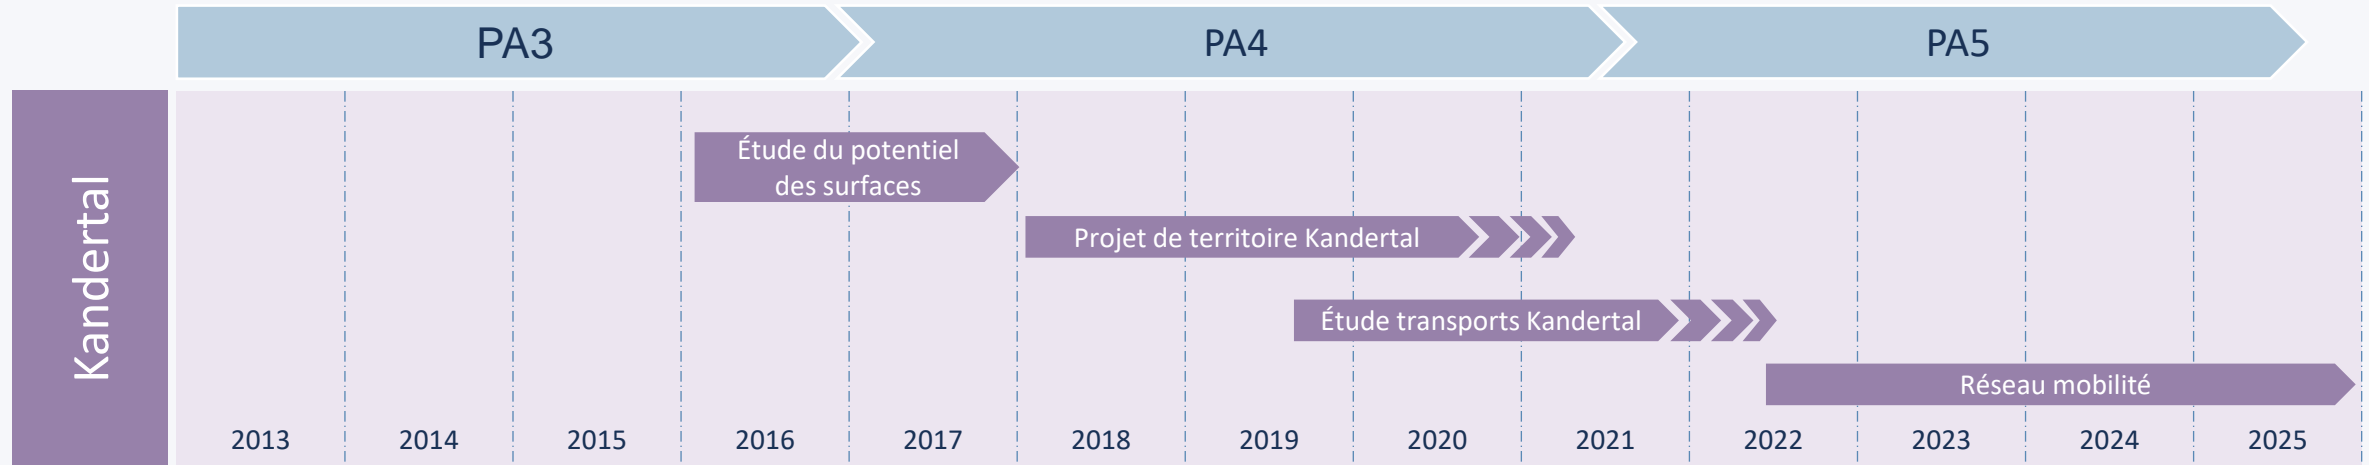 PA3
PA4
PA5
Kandertal
Étude du potentiel
des surfaces
Projet de territoire Kandertal
Étude transports Kandertal
Réseau mobilité
2013
2014
2015
2016
2017
2018
2019
2020
2021
2022
2023
2024
2025